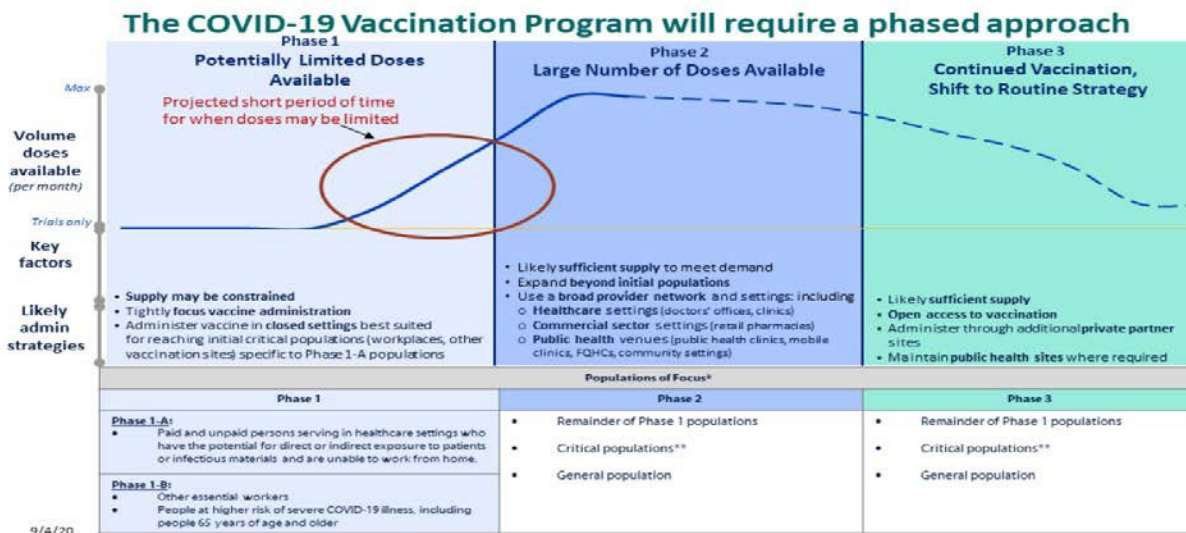 The COVID-19 Vaccination Program will require a phased approach
Phase 1
Potentially Limited Doses
Available
Projected short period of time
for when doses may be limited
Phase 2
Large Number of Doses Available
Phase 3
Continued Vaccination,
Shift to Routine Strategy
Max
Volume
doses
available
(per month)
Trials only
Key
factors
Likely
admin
strategies
• Supply may be constrained
• Tightly focus vaccine administration
• Administer vaccine in closed settings best suited
for reaching initial critical populations (workplaces, other
vaccination sites) specific to Phase 1-A populations
• Likely sufficient supply to meet demand
• Expand beyond initial populations
• Use a broad provider network and settings: including
o Healthcare settings (doctors' offices, clinics)
o Commercial sector settings (retail pharmacies)
o Public health venues (public health clinics, mobile
clinics, FQHCs, community settings)
• Likely sufficient supply
• Open access to vaccination
• Administer through additional private partner
sites
• Maintain public health sites where required
Populations of Focus*
Phase 1
Phase 2
Phase 3
Phase 1-A:
• Paid and unpaid persons serving in healthcare settings who
have the potential for direct or indirect exposure to patients
or infectious materials and are unable to work from home.
Phase 1-B:
• Other essential workers
• People at higher risk of severe COVID-19 illness, including
people 65 years of age and older
• Remainder of Phase 1 populations
• Critical populations**
• General population
• Remainder of Phase 1 populations
• Critical populations**
• General population
9/4/20